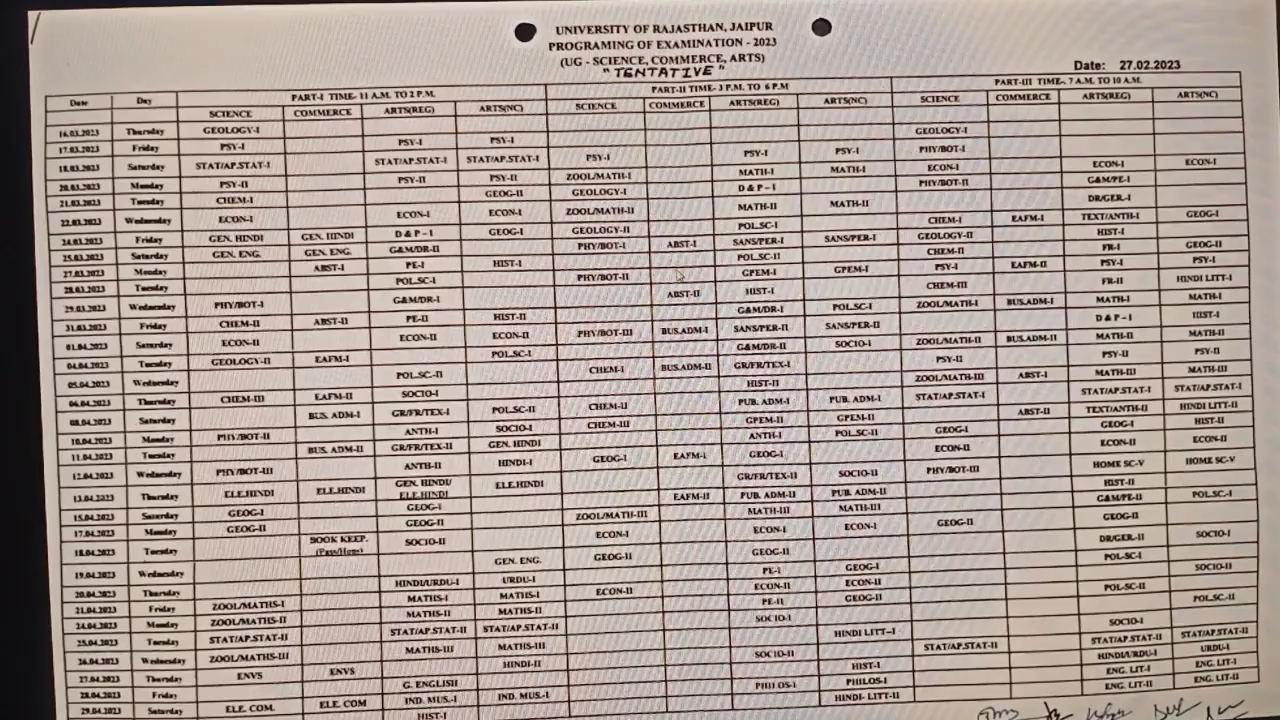 UNIVERSITY OF RAJASTHAN, JAIPUR
PROGRAMING OF EXAMINATION - 2023
(UG - SCIENCE, COMMERCE, ARTS)
"TENTATIVE"
Date: 27.02.2023
Date Day PART-I TIME- 11 A.M. TO 2 P.M. PART-II TIME- 3 P.M. TO 6 P.M PART-III TIME- 7 A.M. TO 10 A.M.
SCIENCE COMMERCE ARTS(REG) ARTS(NC) SCIENCE COMMERCE ARTS(REG) ARTS(NC) SCIENCE COMMERCE ARTS(REG) ARTS(NC)
16.03.2023 Thursday GEOLOGY-I GEOLOGY-I
17.03.2023 Friday PSY-I PSY-I PSY-I PSY-I PSY-I PHY/BOT-I
18.03.2023 Saturday STAT/AP.STAT-I STAT/AP.STAT-I STAT/AP.STAT-I PSY-I MATH-I MATH-I ECON-I ECON-I ECON-I
20.03.2023 Monday PSY-II PSY-II PSY-II ZOOL/MATH-I D & P - I PHY/BOT-II G&M/PE-I
21.03.2023 Tuesday CHEM-I GEOG-II GEOLOGY-I MATH-II MATH-II DR/GER-I
22.03.2023 Wednesday ECON-I ECON-I ECON-I ZOOL/MATH-II POL.SC-I CHEM-I EAFM-I TEXT/ANTH-I GEOG-I
24.03.2023 Friday GEN. HINDI GEN. HINDI D & P - I GEOG-I GEOLOGY-II SANS/PER-I SANS/PER-I GEOLOGY-II HIST-I
25.03.2023 Saturday GEN. ENG. GEN. ENG. G&M/DR-II PHY/BOT-I ABST-I POL.SC-II CHEM-II FR-I GEOG-II
27.03.2023 Monday ABST-I PE-I HIST-I GPEM-I GPEM-I PSY-I EAFM-II PSY-I PSY-I
28.03.2023 Tuesday POL.SC-I PHY/BOT-II HIST-I CHEM-III FR-II HINDI LITT-I
29.03.2023 Wednesday PHY/BOT-I G&M/DR-I ABST-II G&M/DR-I POL.SC-I ZOOL/MATH-I BUS.ADM-I MATH-I MATH-I
31.03.2023 Friday CHEM-II ABST-II PE-II HIST-II SANS/PER-II SANS/PER-II D & P - I HIST-I
01.04.2023 Saturday ECON-II ECON-II ECON-II PHY/BOT-III BUS.ADM-I G&M/DR-II SOCIO-I ZOOL/MATH-II BUS.ADM-II MATH-II MATH-II
04.04.2023 Tuesday GEOLOGY-II EAFM-I POL.SC-I CHEM-I BUS.ADM-II GR/FR/TEX-I PSY-II PSY-II PSY-II
05.04.2023 Wednesday POL.SC-II HIST-II ZOOL/MATH-III ABST-I MATH-III MATH-III
06.04.2023 Thursday CHEM-III EAFM-II SOCIO-I CHEM-II PUB. ADM-I PUB. ADM-I STAT/AP.STAT-I STAT/AP.STAT-I STAT/AP.STAT-I
08.04.2023 Saturday BUS. ADM-I GR/FR/TEX-I POL.SC-II CHEM-III GPEM-II GPEM-II ABST-II TEXT/ANTH-II HINDI LITT-II
10.04.2023 Monday PHY/BOT-II ANTH-I SOCIO-I ANTH-I POL.SC-II GEOG-I GEOG-I HIST-II
11.04.2023 Tuesday BUS. ADM-II GR/FR/TEX-II GEN. HINDI GEOG-I EAFM-I GEOG-I ECON-II ECON-II ECON-II
12.04.2023 Wednesday PHY/BOT-III ANTH-II HINDI-I GR/FR/TEX-II SOCIO-II PHY/BOT-III HOME SC-V HOME SC-V
13.04.2023 Thursday ELE.HINDI ELE.HINDI GEN. HINDI/ ELE.HINDI ELE.HINDI EAFM-II PUB. ADM-II PUB. ADM-II HIST-II
15.04.2023 Saturday GEOG-I GEOG-I ZOOL/MATH-III MATH-III MATH-III G&M/PE-II POL.SC.-I
17.04.2023 Monday GEOG-II GEOG-II ECON-I ECON-I ECON-I GEOG-II GEOG-II
18.04.2023 Tuesday BOOK KEEP. (Pass/Hons) SOCIO-II GEOG-II GEOG-II DR/GER-II SOCIO-I
19.04.2023 Wednesday GEN. ENG. PE-I GEOG-I POL-SC-I
20.04.2023 Thursday HINDI/URDU-I URDU-I ECON-II ECON-II ECON-II SOCIO-II
21.04.2023 Friday ZOOL/MATHS-I MATHS-I MATHS-I PE-II GEOG-II POL-SC-II
24.04.2023 Monday ZOOL/MATHS-II MATHS-II MATHS-II SOCIO-I POL.SC-II
25.04.2023 Tuesday STAT/AP.STAT-II STAT/AP.STAT-II STAT/AP.STAT-II HINDI LITT-I SOCIO-I
26.04.2023 Wednesday ZOOL/MATHS-III MATHS-III MATHS-III SOCIO-II STAT/AP.STAT-II STAT/AP.STAT-II STAT/AP.STAT-II
27.04.2023 Thursday ENVS ENVS HINDI-II HIST-I HINDI/URDU-I URDU-I
28.04.2023 Friday G. ENGLISH PHILOS-I PHILOS-I ENG. LIT-I ENG. LIT-I
29.04.2023 Saturday ELE. COM. ELE. COM IND. MUS.-I IND. MUS.-I HINDI- LITT-II ENG. LIT-II ENG. LIT-II
HIST-I